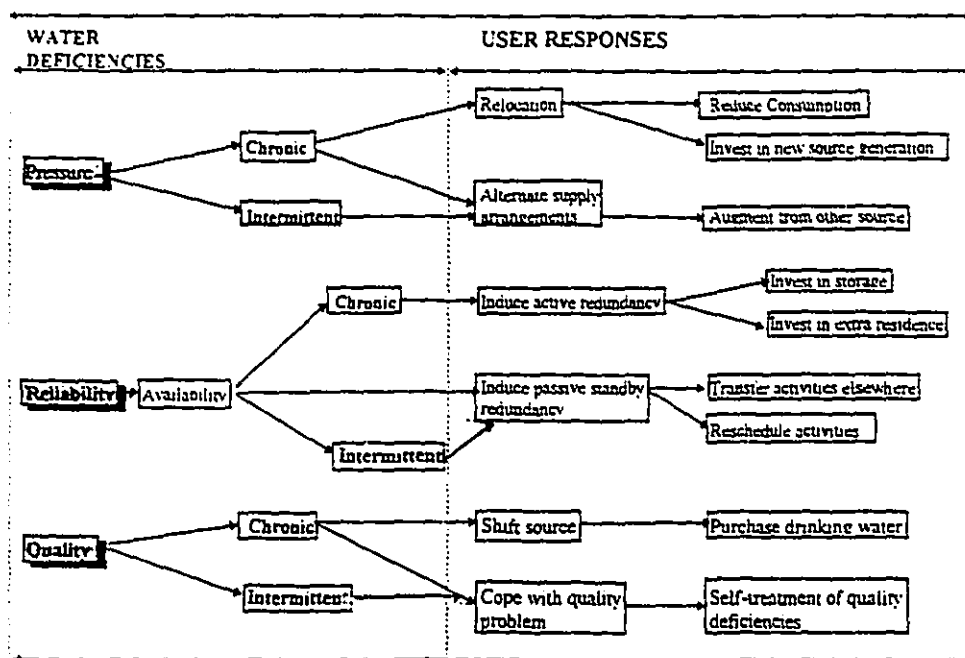 WATER
DEFICIENCIES
USER RESPONSES
Relocation
Reduce Consumption
Chronic
Invest in new source generation
Pressure
Alternate supply
arrangements
Intermittent
Augment from other source
Invest in storage
Chronic
Induce active redundancy
Invest in extra residence
Reliability
Availability
Induce passive standby
redundancy
Transfer activities elsewhere
Reschedule activities
Intermittent
Chronic
Shift source
Purchase drinking water
Quality
Intermittent
Cope with quality
problem
Self-treatment of quality
deficiencies